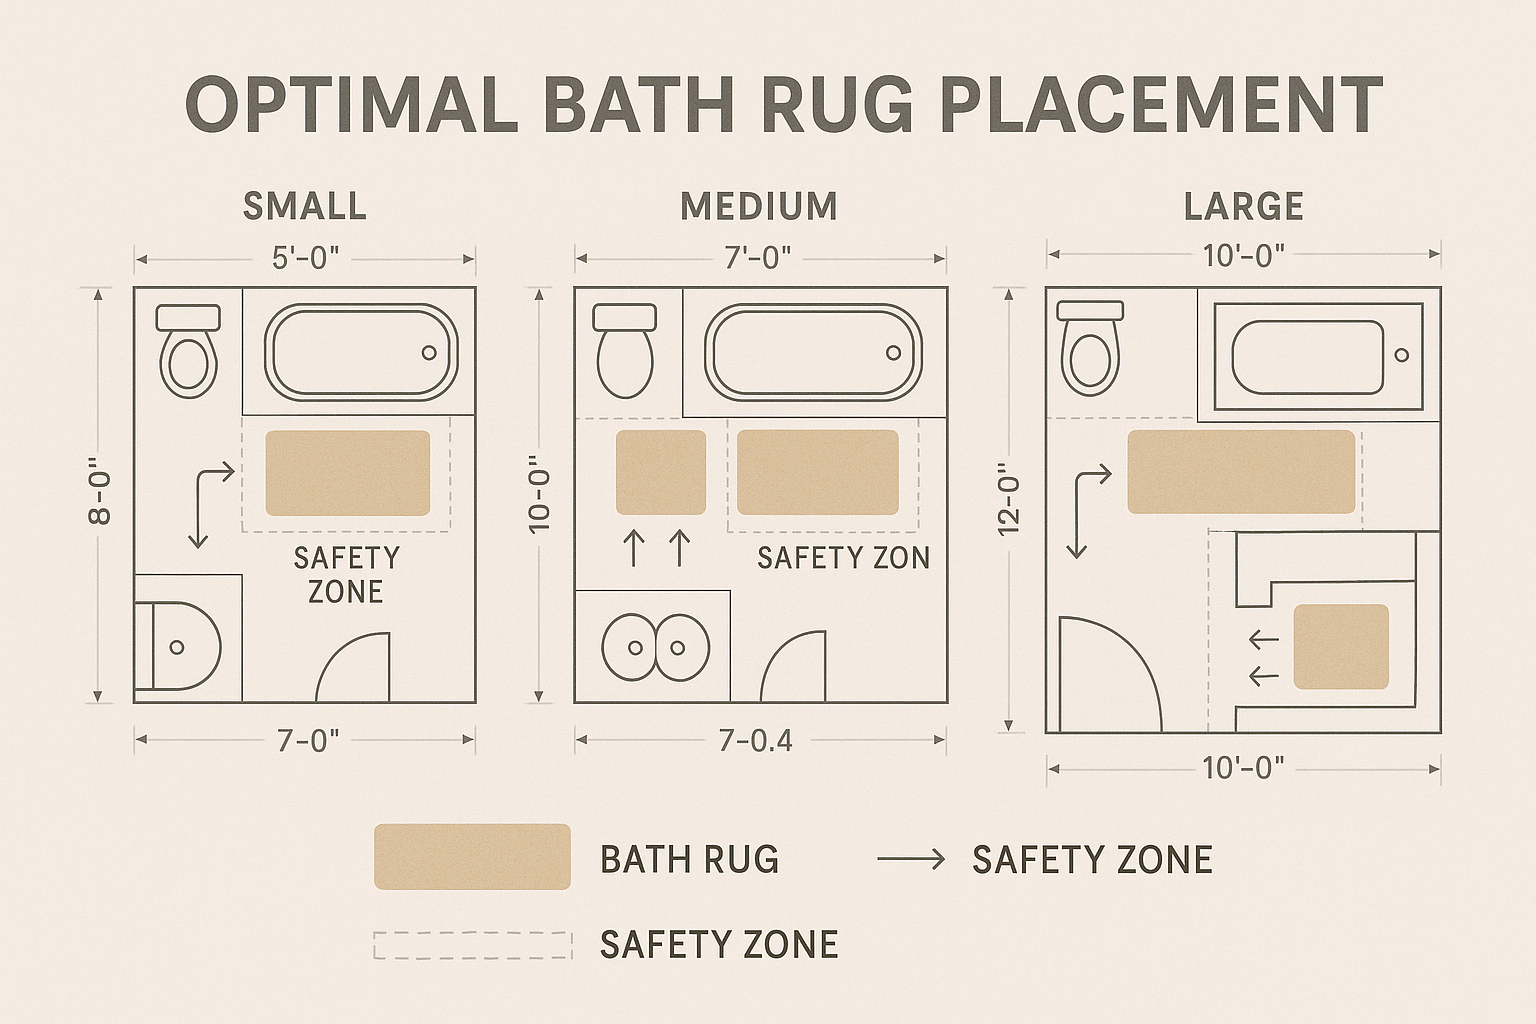 OPTIMAL BATH RUG PLACEMENT
SMALL
5'-0"
8-0"
SAFETY
ZONE
7-0"
MEDIUM
7'-0"
10-0"
SAFETY ZON
7-0.4
LARGE
10'-0"
12-0"
10'-0"
BATH RUG
SAFETY ZONE
SAFETY ZONE